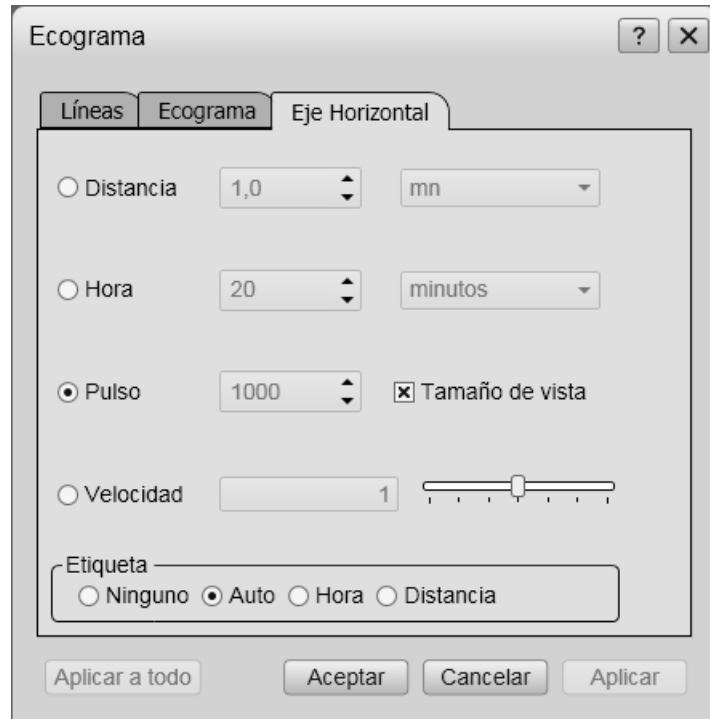 Ecograma ?
Líneas Ecograma Eje Horizontal
Distancia 1,0 mn
Hora 20 minutos
Pulso 1000 Tamaño de vista
Velocidad 1
Etiqueta
Ninguno Auto Hora Distancia
Aplicar a todo Aceptar Cancelar Aplicar